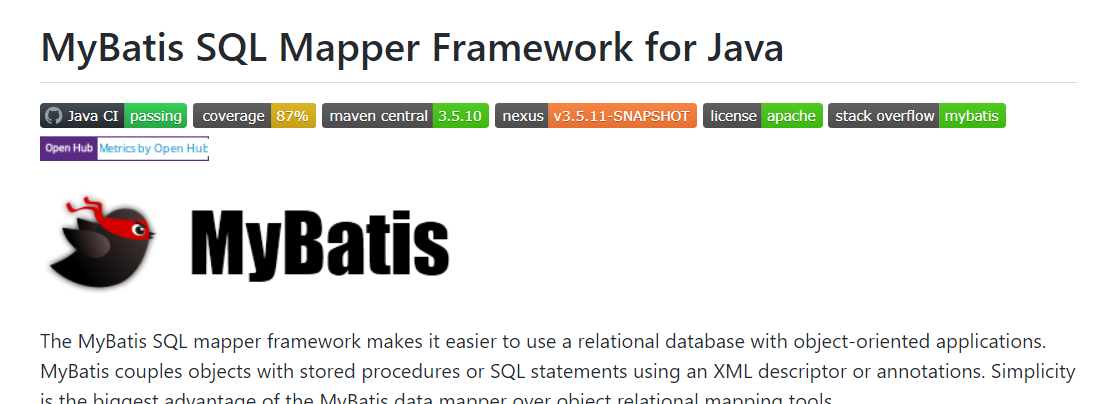 MyBatis SQL Mapper Framework for Java
Java CI passing coverage 87% maven central 3.5.10 nexus v3.5.11-SNAPSHOT license apache stack overflow mybatis
Open Hub Metrics by Open Hub
MyBatis
The MyBatis SQL mapper framework makes it easier to use a relational database with object-oriented applications.
MyBatis couples objects with stored procedures or SQL statements using an XML descriptor or annotations. Simplicity
is the biggest advantage of the MyBatis data mapper over object relational mapping tools.